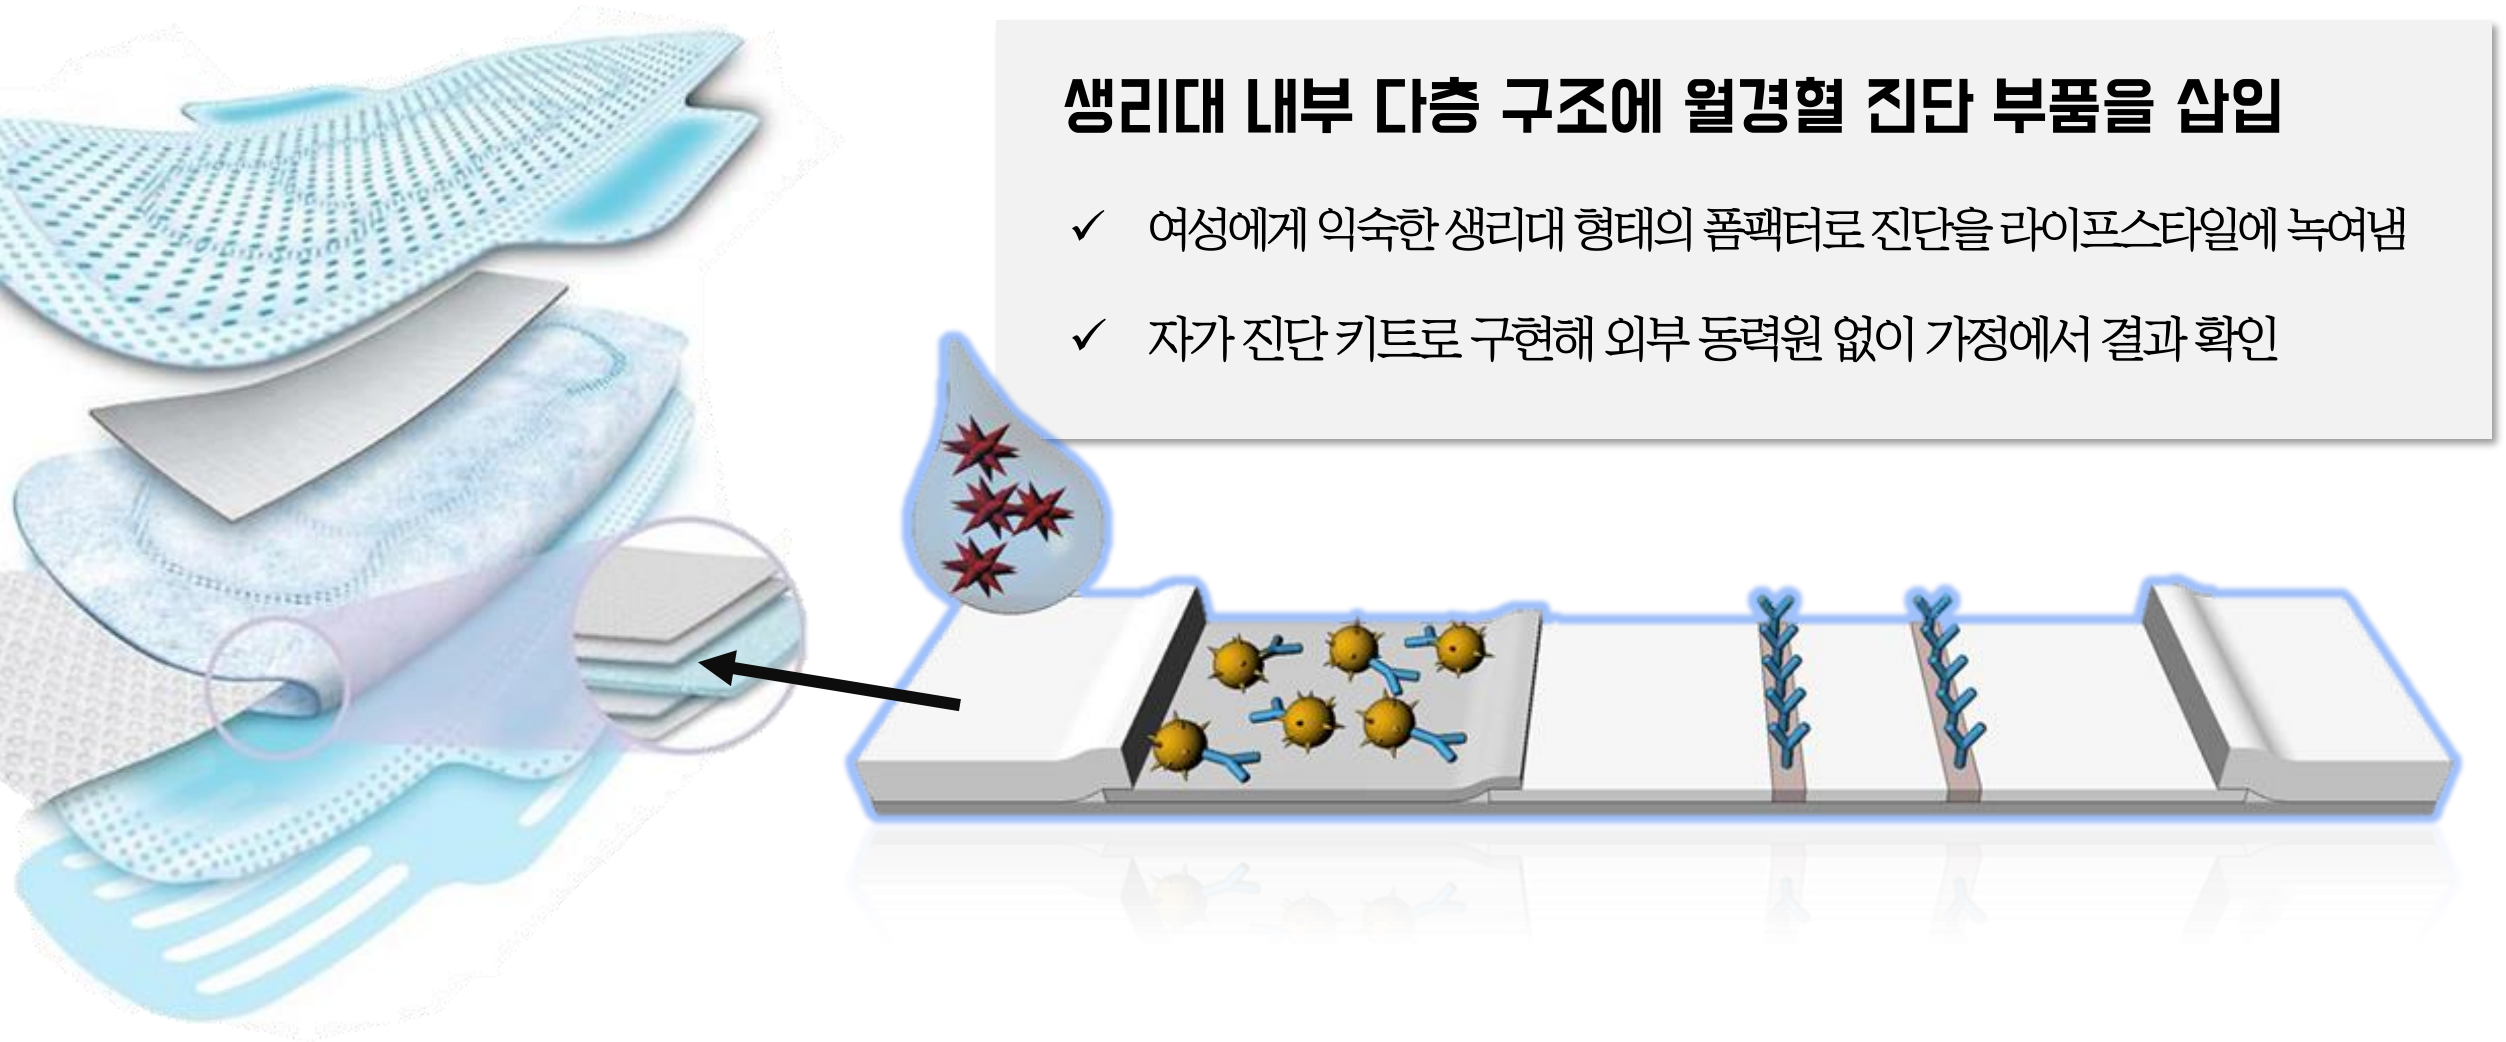 생리대 내부 다층 구조에 월경혈 진단 부품을 삽입
✓ 여성에게 익숙한 생리대 형태의 폼팩터로 진단을 라이프스타일에 녹여냄
✓ 자가 진단 키트로 구현해 외부 동력원 없이 가정에서 결과 확인